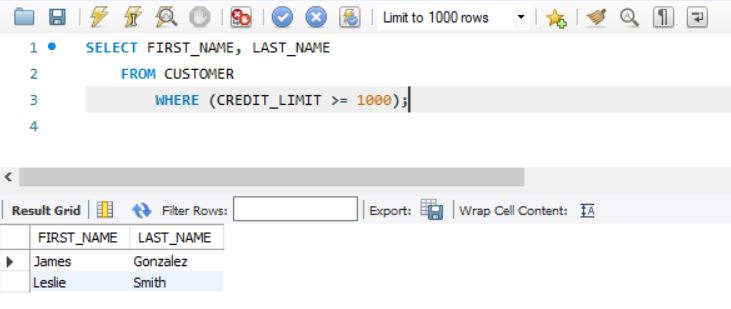 Limit to 1000 rows
1 SELECT FIRST_NAME, LAST_NAME
2 FROM CUSTOMER
3 WHERE (CREDIT_LIMIT >= 1000);
4
Result Grid Filter Rows: Export: Wrap Cell Content: IA
FIRST_NAME LAST_NAME
James Gonzalez
Leslie Smith